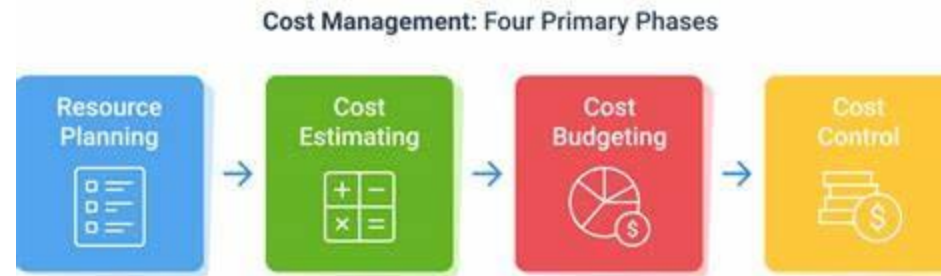 Cost Management: Four Primary Phases
Resource
Planning
Cost
Estimating
Cost
Budgeting
Cost
Control